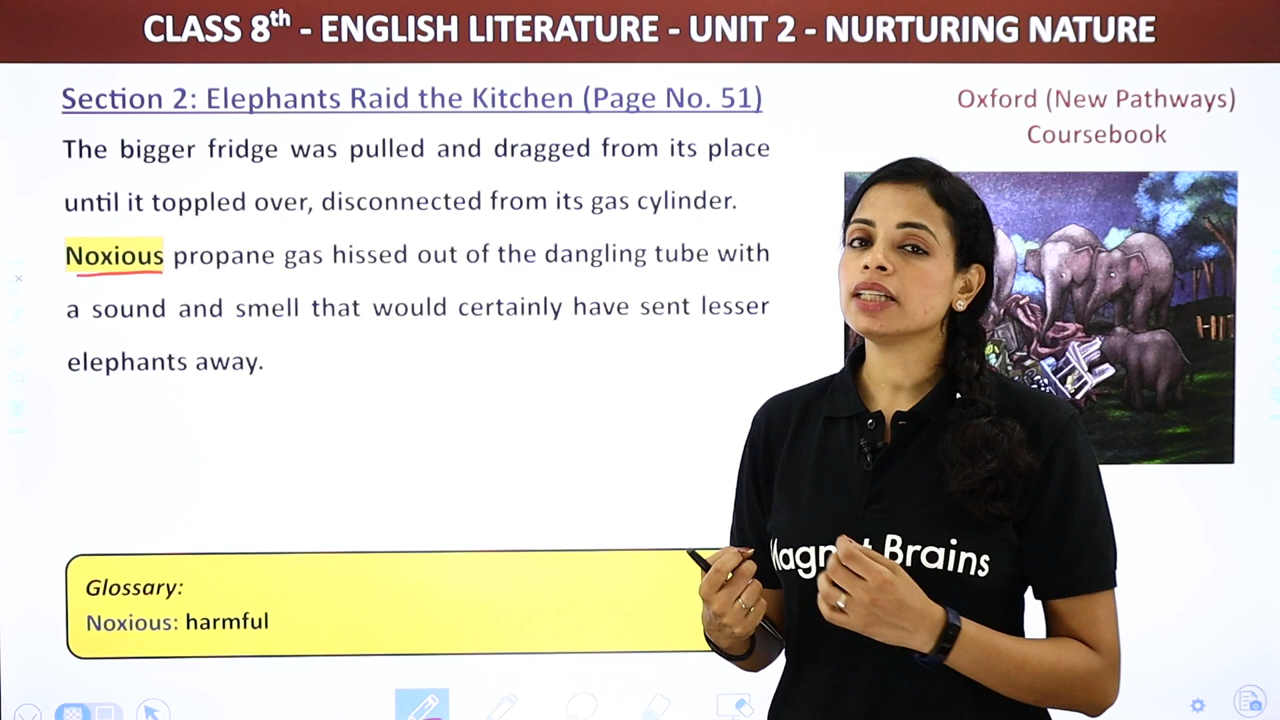 CLASS 8th - ENGLISH LITERATURE - UNIT 2 - NURTURING NATURE
Section 2: Elephants Raid the Kitchen (Page No. 51)
Oxford (New Pathways)
Coursebook
The bigger fridge was pulled and dragged from its place
until it toppled over, disconnected from its gas cylinder.
Noxious propane gas hissed out of the dangling tube with
a sound and smell that would certainly have sent lesser
elephants away.
Glossary:
Noxious: harmful
Magnet Brains